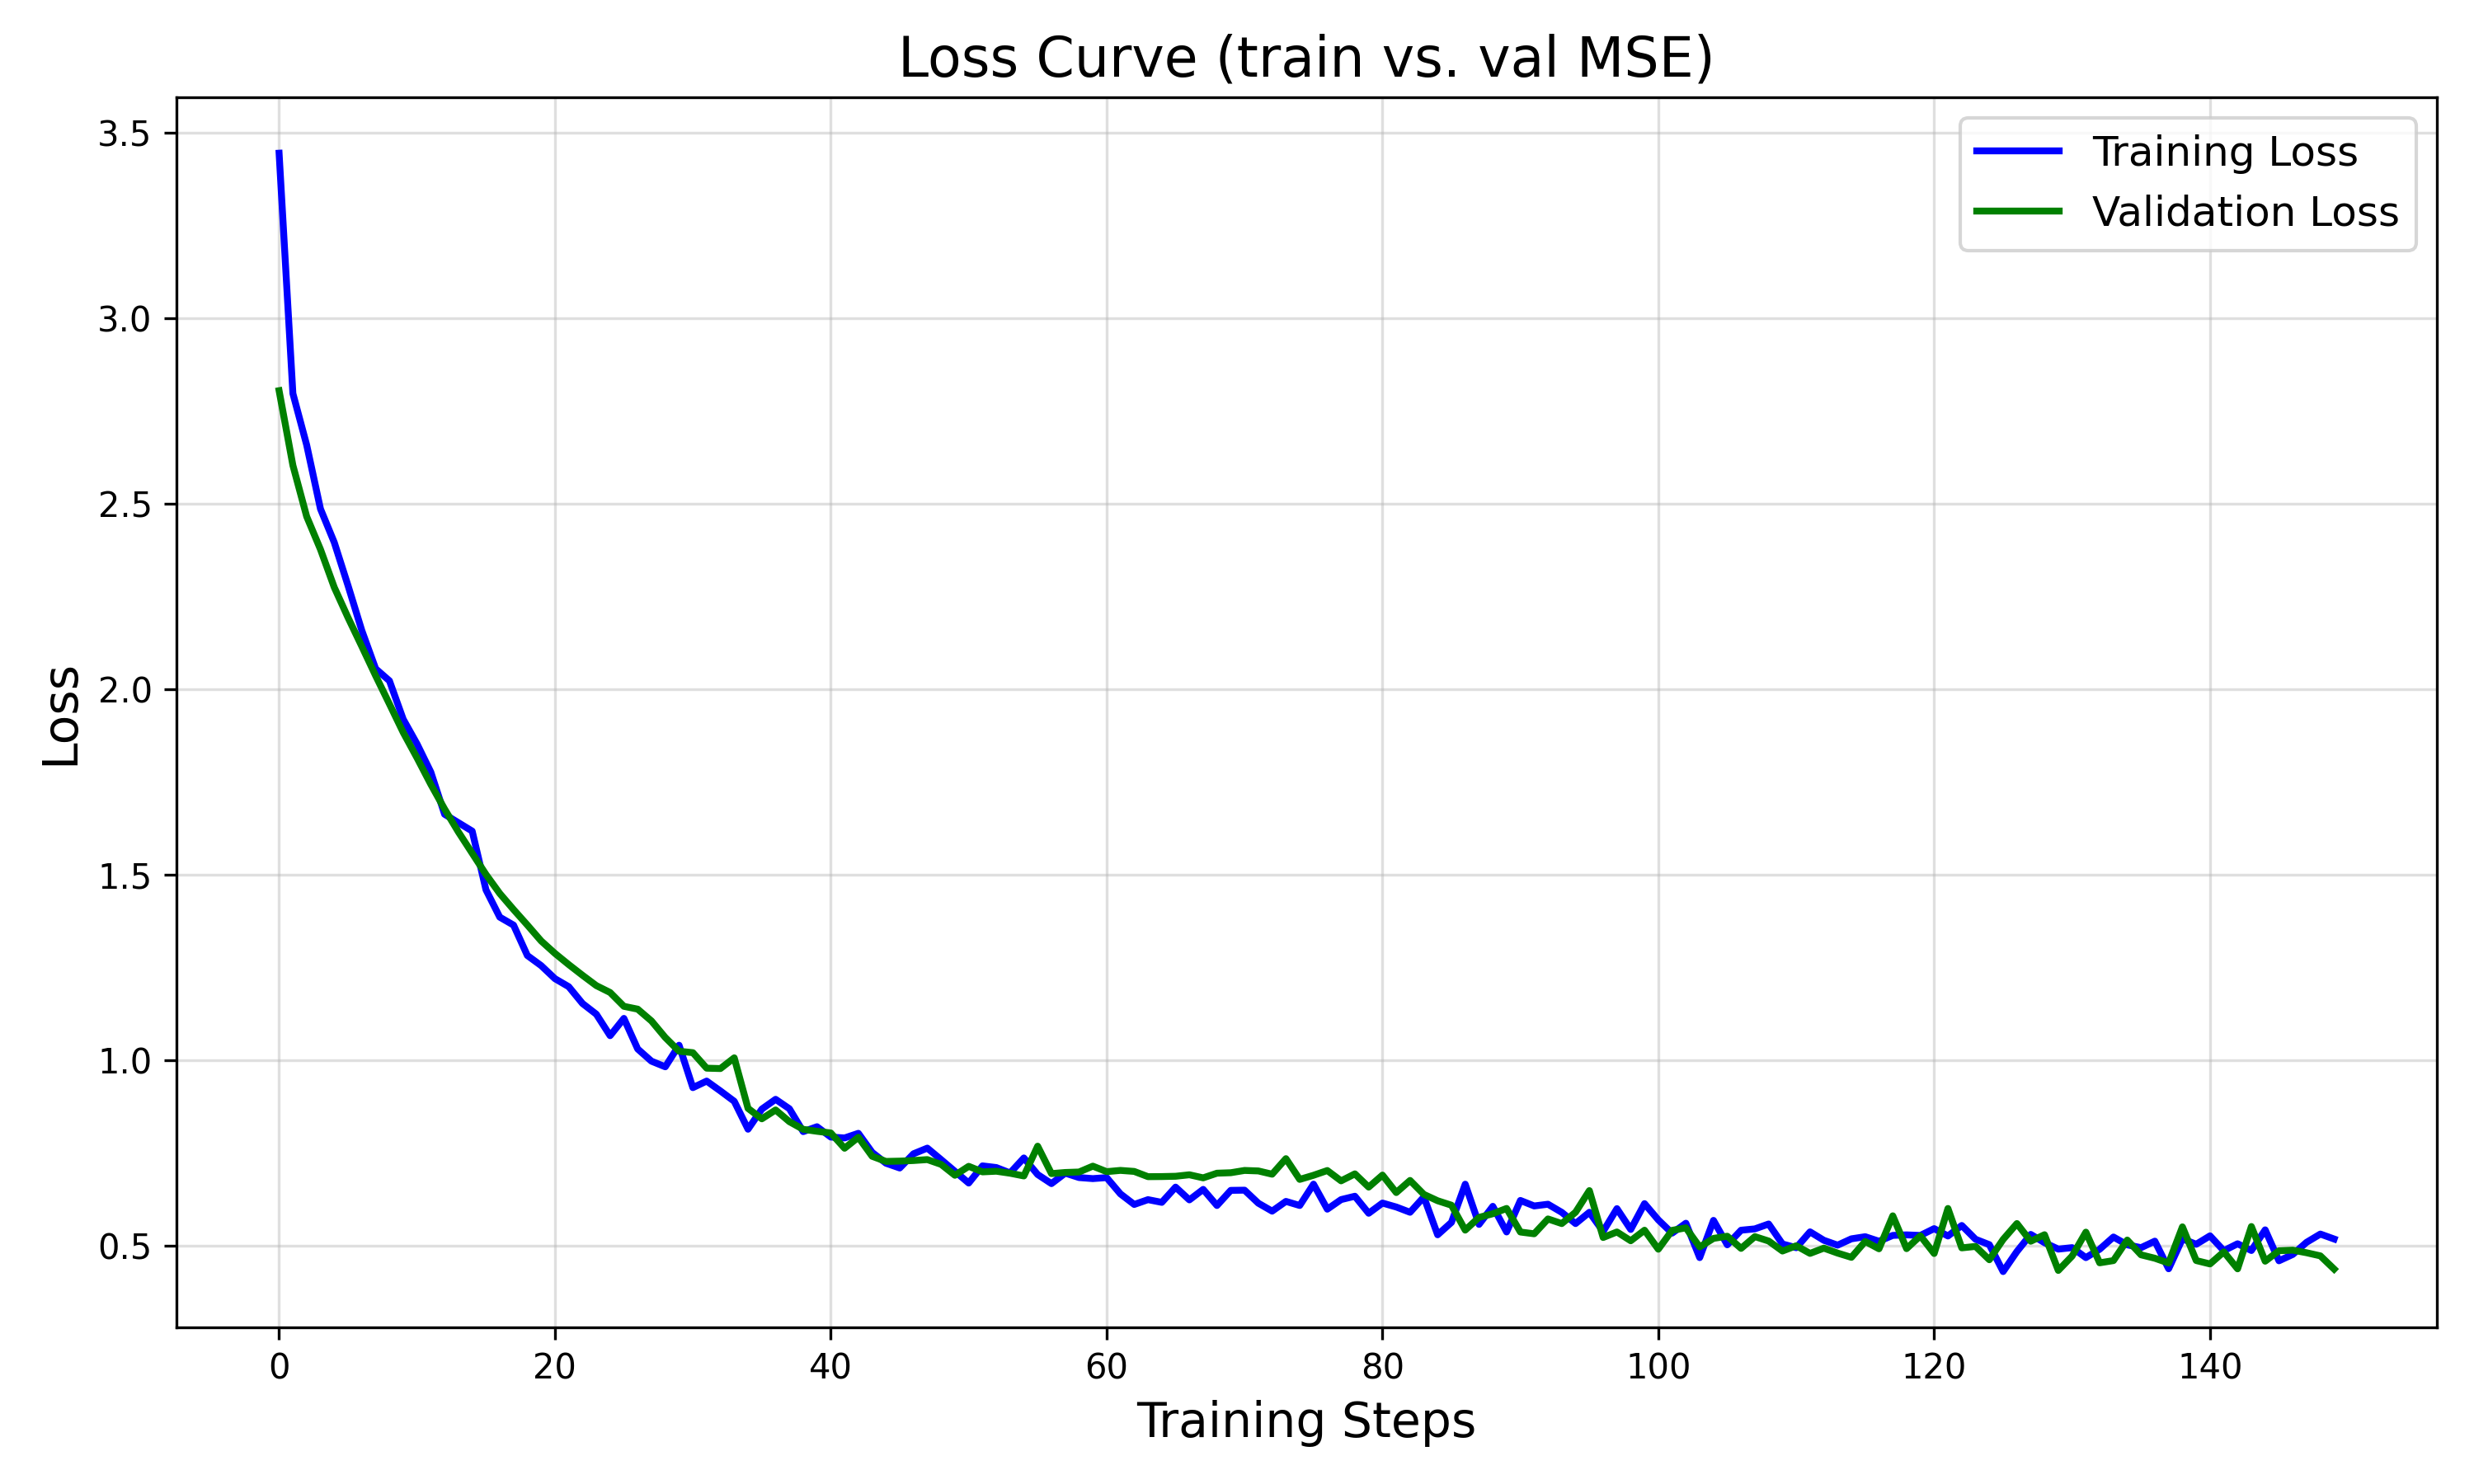 Loss Curve (train vs. val MSE)
Training Loss
Validation Loss
Loss
3.5
3.0
2.5
2.0
1.5
1.0
0.5
0 20 40 60 80 100 120 140
Training Steps